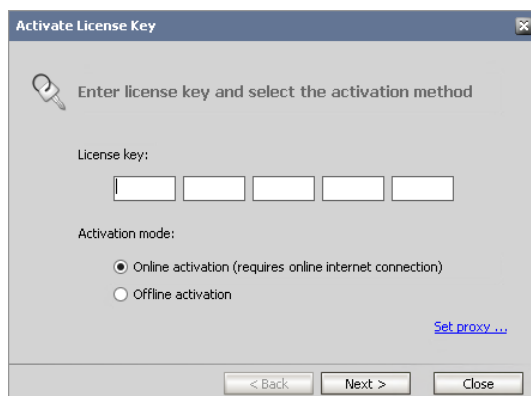 Activate License Key
Enter license key and select the activation method
License key:
Activation mode:
Online activation (requires online internet connection)
Offline activation
Set proxy ...
< Back Next > Close